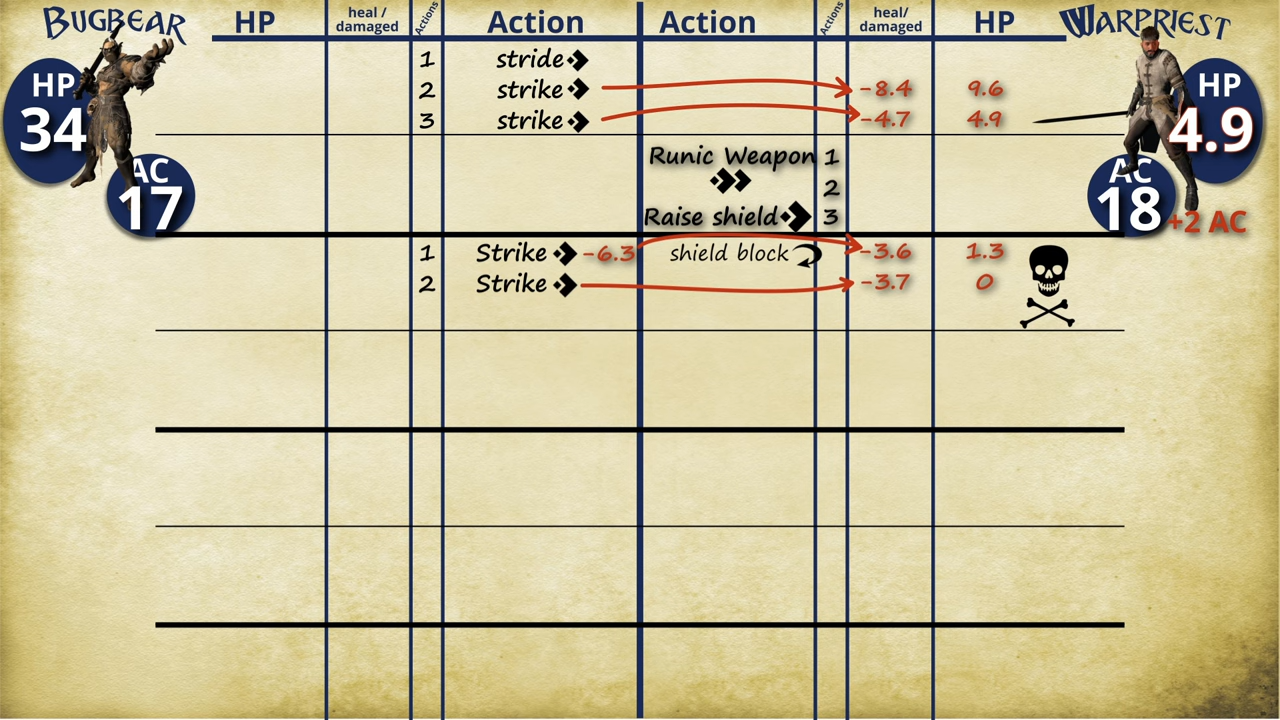 BUGBEAR HP heal / damaged Actions Action Action Actions heal/ damaged HP WARPRIEST
HP
34
AC
17
1 stride
2 strike -8.4 9.6
3 strike -4.7 4.9
HP
4.9
AC
18
+2 AC
Runic Weapon 1
2
Raise shield 3
1 Strike -6.3 shield block -3.6 1.3
2 Strike -3.7 0